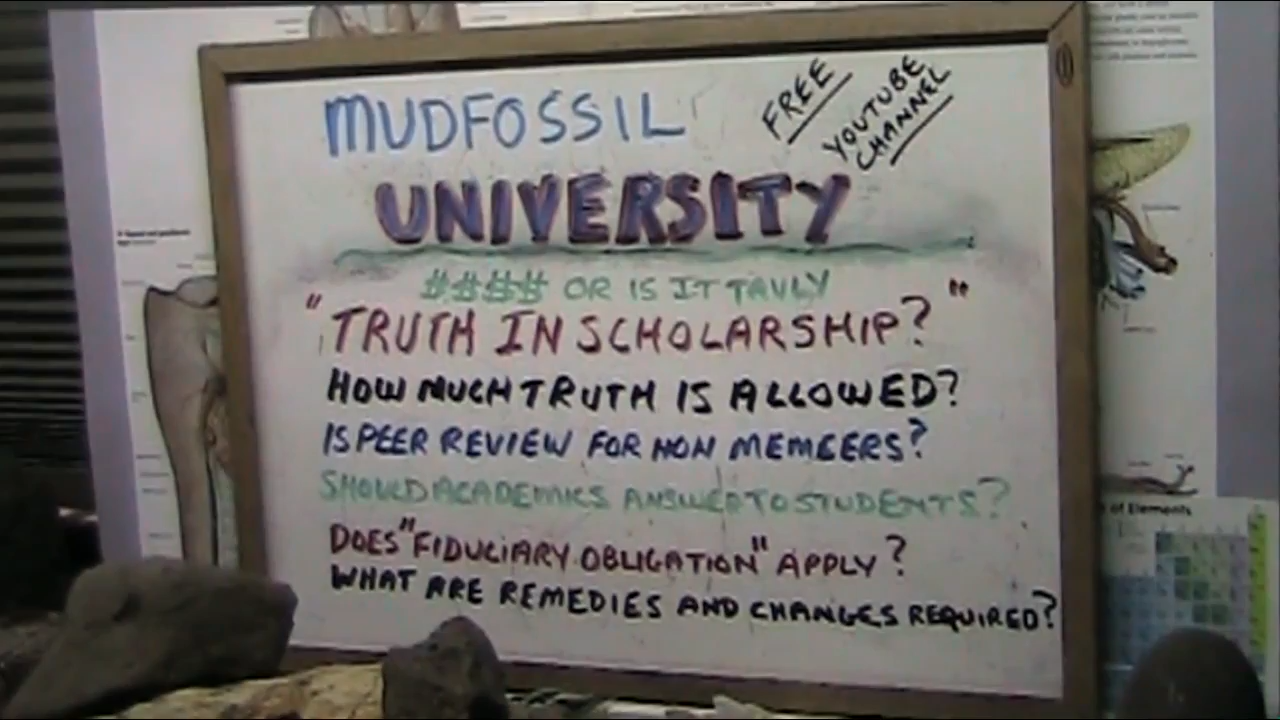 MUDFOSSIL
FREE
YOUTUBE
CHANNEL
UNIVERSITY
#### OR IS IT TRULY
"TRUTH IN SCHOLARSHIP?"
HOW MUCH TRUTH IS ALLOWED?
IS PEER REVIEW FOR NON MEMBERS?
SHOULD ACADEMICS ANSWER TO STUDENTS?
DOES "FIDUCIARY OBLIGATION" APPLY?
WHAT ARE REMEDIES AND CHANGES REQUIRED?
of Elements